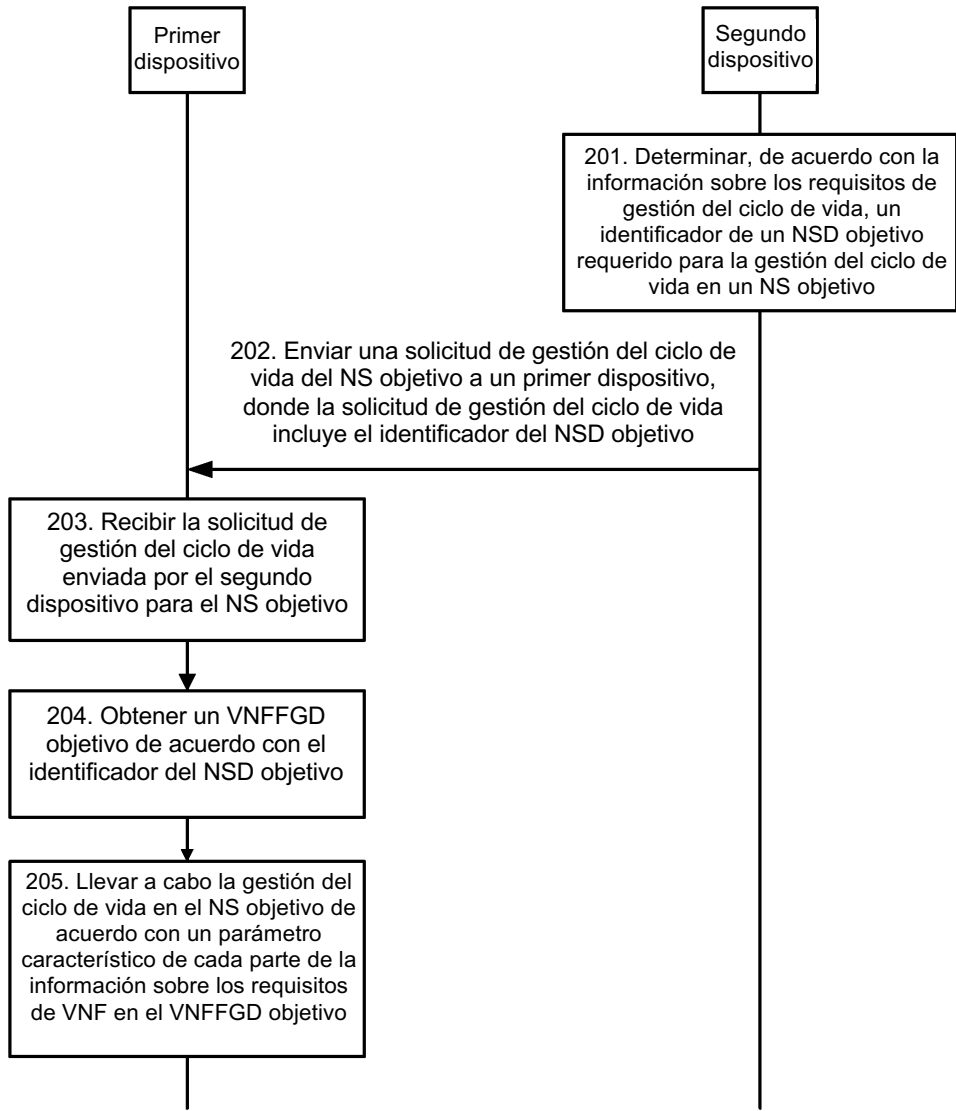 Primer
dispositivo
Segundo
dispositivo
201. Determinar, de acuerdo con la
información sobre los requisitos de
gestión del ciclo de vida, un
identificador de un NSD objetivo
requerido para la gestión del ciclo de
vida en un NS objetivo
202. Enviar una solicitud de gestión del ciclo de
vida del NS objetivo a un primer dispositivo,
donde la solicitud de gestión del ciclo de vida
incluye el identificador del NSD objetivo
203. Recibir la solicitud de
gestión del ciclo de vida
enviada por el segundo
dispositivo para el NS objetivo
204. Obtener un VNFFGD
objetivo de acuerdo con el
identificador del NSD objetivo
205. Llevar a cabo la gestión del
ciclo de vida en el NS objetivo de
acuerdo con un parámetro
característico de cada parte de la
información sobre los requisitos
de VNF en el VNFFGD objetivo